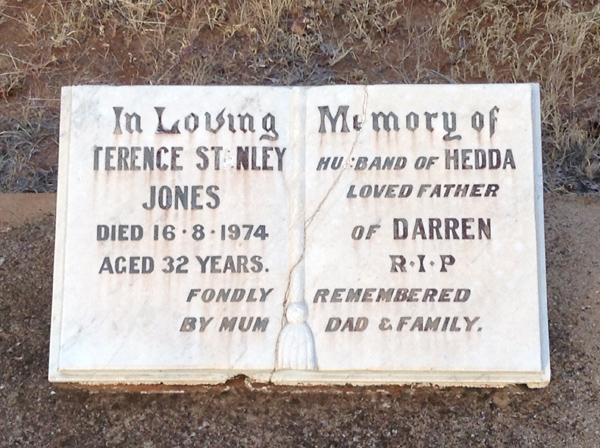 In Loving Memory of
TERENCE STANLEY
JONES
DIED 16·8·1974
AGED 32 YEARS.
HUSBAND OF HEDDA
LOVED FATHER
OF DARREN
R·I·P
FONDLY REMEMBERED
BY MUM DAD & FAMILY.